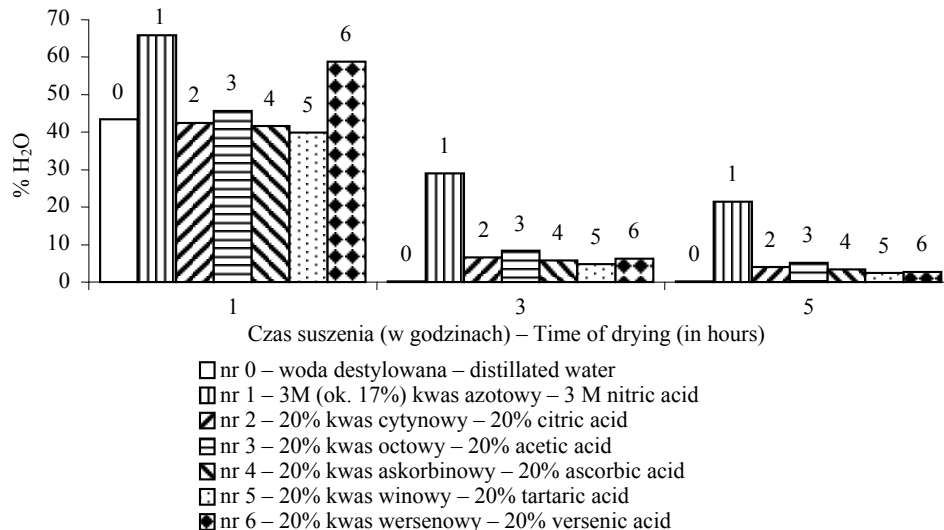 70
60
50
40
30
20
10
0
% H₂O
0 1 2 3 4 5 6
0 1 2 3 4 5 6
0 1 2 3 4 5 6
1 3 5
Czas suszenia (w godzinach) – Time of drying (in hours)
nr 0 – woda destylowana – distillated water
nr 1 – 3M (ok. 17%) kwas azotowy – 3 M nitric acid
nr 2 – 20% kwas cytynowy – 20% citric acid
nr 3 – 20% kwas octowy – 20% acetic acid
nr 4 – 20% kwas askorbinowy – 20% ascorbic acid
nr 5 – 20% kwas winowy – 20% tartaric acid
nr 6 – 20% kwas wersenowy – 20% versenic acid